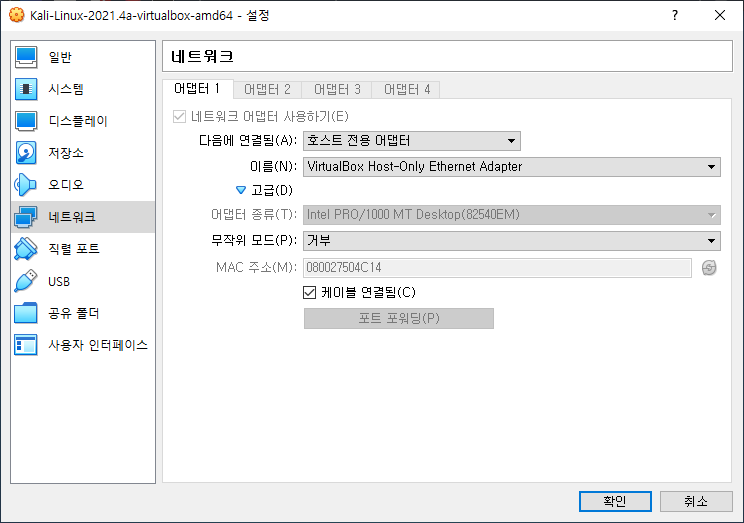 Kali-Linux-2021.4a-virtualbox-amd64 - 설정
일반
시스템
디스플레이
저장소
오디오
네트워크
직렬 포트
USB
공유 폴더
사용자 인터페이스
네트워크
어댑터 1 어댑터 2 어댑터 3 어댑터 4
네트워크 어댑터 사용하기(E)
다음에 연결됨(A): 호스트 전용 어댑터
이름(N): VirtualBox Host-Only Ethernet Adapter
고급(D)
어댑터 종류(T): Intel PRO/1000 MT Desktop(82540EM)
무작위 모드(P): 거부
MAC 주소(M): 080027504C14
케이블 연결됨(C)
포트 포워딩(P)
확인 취소